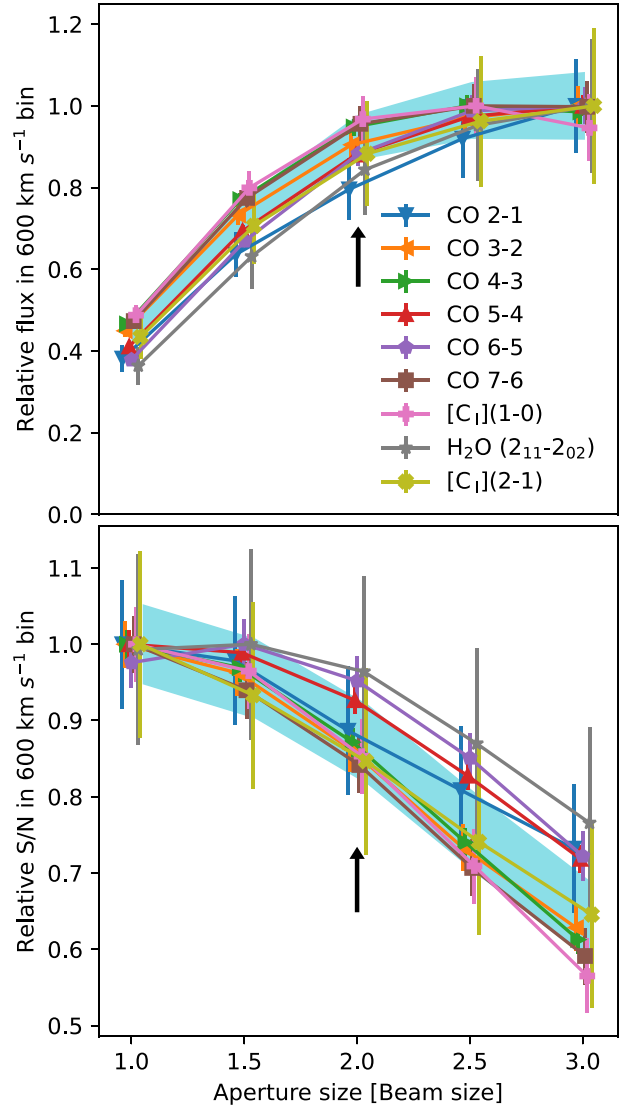 Relative flux in 600 km s⁻¹ bin
1.2
1.0
0.8
0.6
0.4
0.2
0.0
CO 2-1
CO 3-2
CO 4-3
CO 5-4
CO 6-5
CO 7-6
[C_I](1-0)
H₂O (2₁₁-2₀₂)
[C_I](2-1)
Relative S/N in 600 km s⁻¹ bin
1.1
1.0
0.9
0.8
0.7
0.6
0.5
1.0 1.5 2.0 2.5 3.0
Aperture size [Beam size]